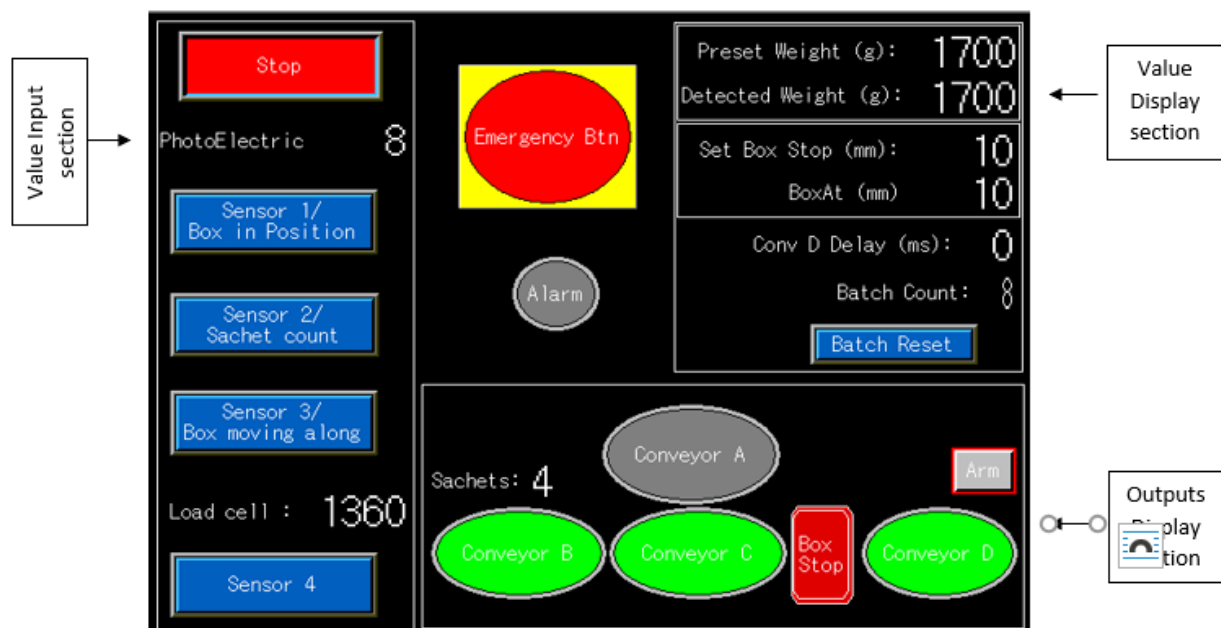 Value Input
section
Stop
PhotoElectric 8
Sensor 1/
Box in Position
Sensor 2/
Sachet count
Sensor 3/
Box moving along
Load cell : 1360
Sensor 4
Emergency Btn
Alarm
Preset Weight (g): 1700
Detected Weight (g): 1700
Set Box Stop (mm): 10
BoxAt (mm) 10
Conv D Delay (ms): 0
Batch Count: 8
Batch Reset
Conveyor A
Sachets: 4
Arm
Conveyor B
Conveyor C
Box
Stop
Conveyor D
Value
Display
section
Outputs